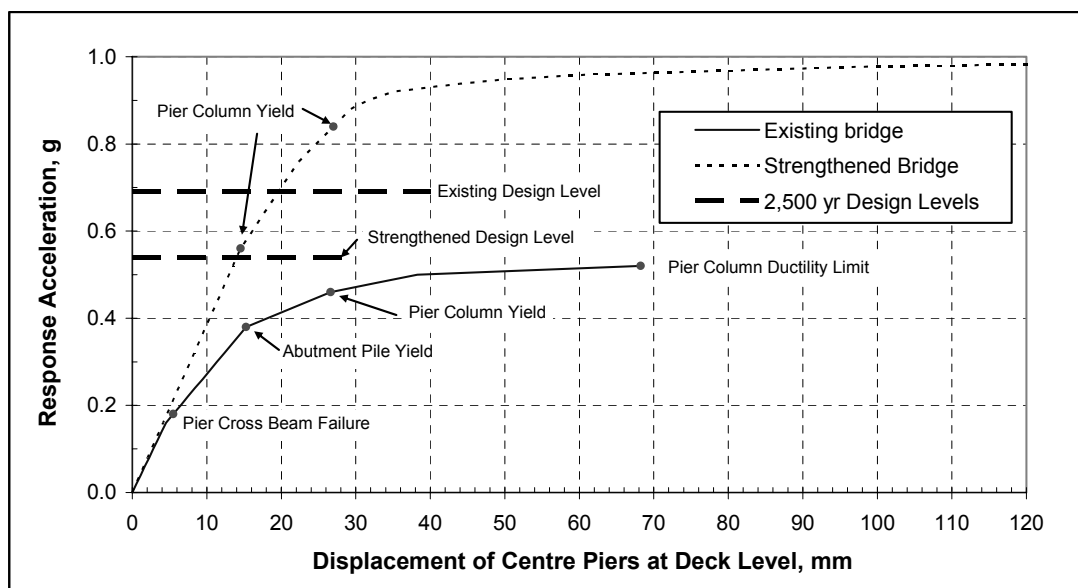 Response Acceleration, g
1.0
0.8
0.6
0.4
0.2
0.0
Pier Column Yield
Existing bridge
Strengthened Bridge
2,500 yr Design Levels
Existing Design Level
Strengthened Design Level
Pier Column Ductility Limit
Pier Column Yield
Abutment Pile Yield
Pier Cross Beam Failure
0 10 20 30 40 50 60 70 80 90 100 110 120
Displacement of Centre Piers at Deck Level, mm